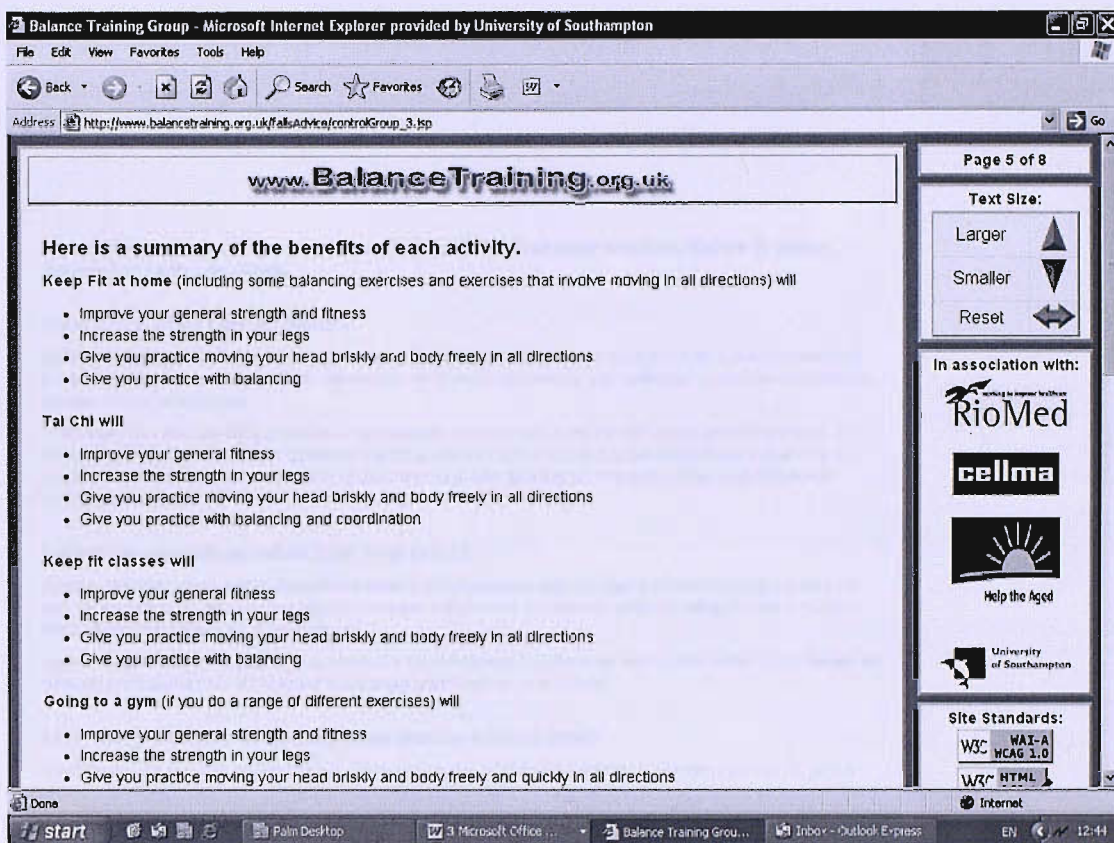 Balance Training Group - Microsoft Internet Explorer provided by University of Southampton
File Edit View Favorites Tools Help
Back Search Favorites
Address http://www.balancetraining.org.uk/fallsAdvice/controlGroup_3.jsp Go
www.BalanceTraining.org.uk
Here is a summary of the benefits of each activity.
Keep Fit at home (including some balancing exercises and exercises that involve moving in all directions) will
• Improve your general strength and fitness
• Increase the strength in your legs
• Give you practice moving your head briskly and body freely in all directions
• Give you practice with balancing
Tai Chi will
• Improve your general fitness
• Increase the strength in your legs
• Give you practice moving your head briskly and body freely in all directions
• Give you practice with balancing and coordination
Keep fit classes will
• Improve your general fitness
• Increase the strength in your legs
• Give you practice moving your head briskly and body freely in all directions
• Give you practice with balancing
Going to a gym (if you do a range of different exercises) will
• Improve your general strength and fitness
• Increase the strength in your legs
• Give you practice moving your head briskly and body freely and quickly in all directions
Page 5 of 8
Text Size:
Larger
Smaller
Reset
In association with:
working to improve healthcare
RioMed
cellma
Help the Aged
University
of Southampton
Site Standards:
W3C WAI-A
WCAG 1.0
W3C HTML
Done Internet
start Palm Desktop 3 Microsoft Office ... Balance Training Grou... Inbox - Outlook Express EN 12:44